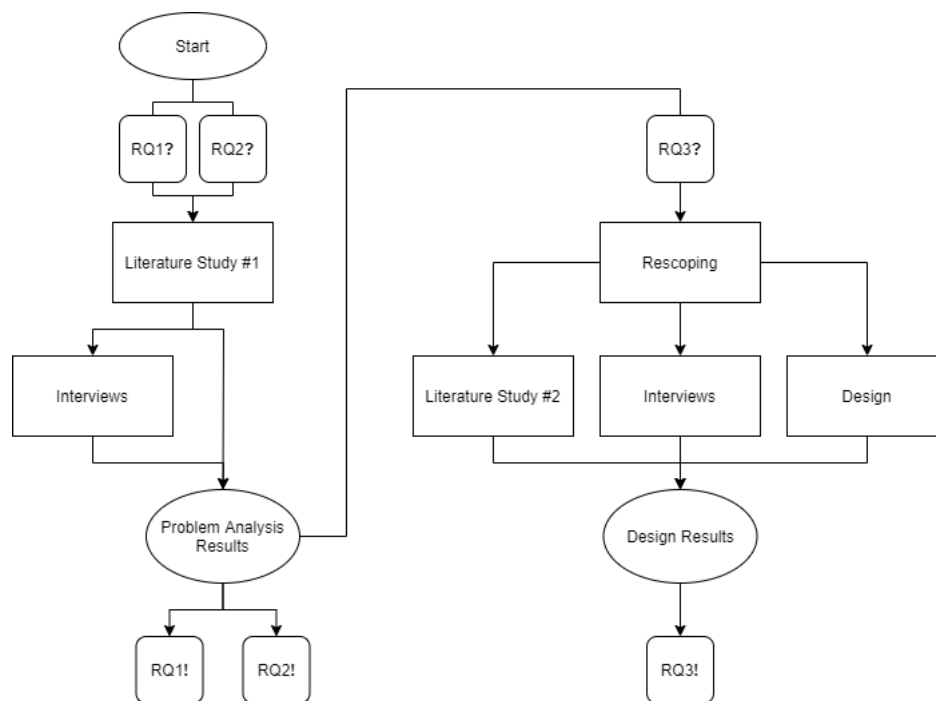 Start
RQ1?
RQ2?
RQ3?
Literature Study #1
Rescoping
Interviews
Literature Study #2
Interviews
Design
Problem Analysis
Results
Design Results
RQ1!
RQ2!
RQ3!